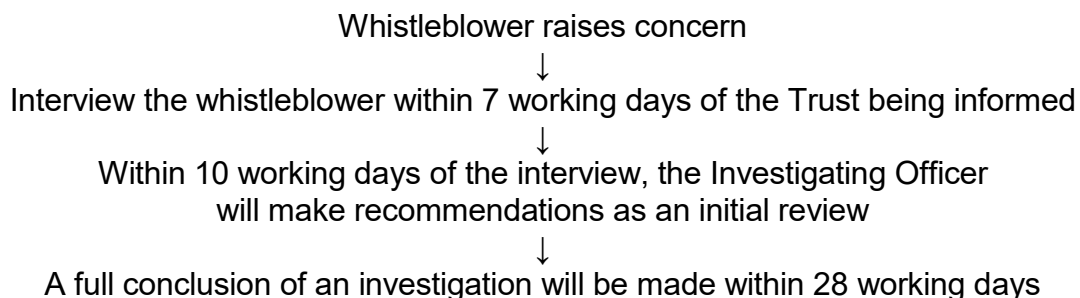 Whistleblower raises concern
↓
Interview the whistleblower within 7 working days of the Trust being informed
↓
Within 10 working days of the interview, the Investigating Officer
will make recommendations as an initial review
↓
A full conclusion of an investigation will be made within 28 working days